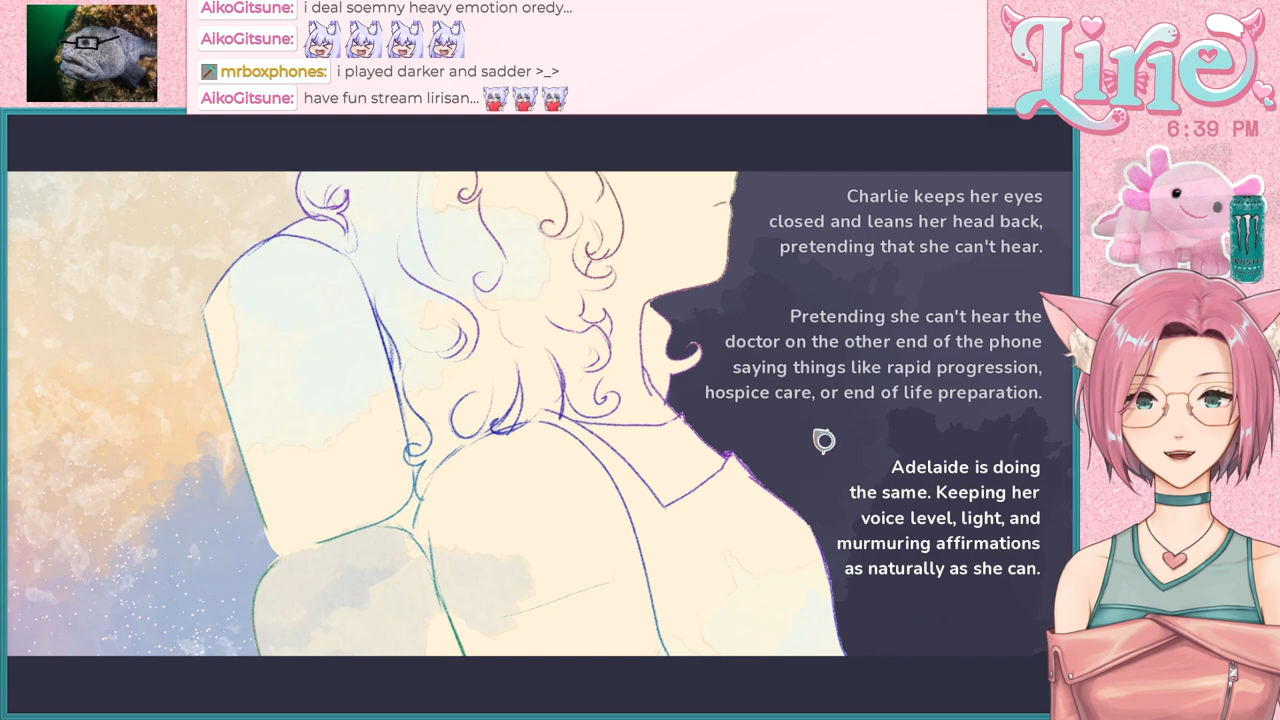 AikoGitsune: i deal soemny heavy emotion oredy...
AikoGitsune:
mrboxphones: i played darker and sadder >_>
AikoGitsune: have fun stream lirisan...
Lirie
6:39 PM
Charlie keeps her eyes
closed and leans her head back,
pretending that she can't hear.
Pretending she can't hear the
doctor on the other end of the phone
saying things like rapid progression,
hospice care, or end of life preparation.
Adelaide is doing
the same. Keeping her
voice level, light, and
murmuring affirmations
as naturally as she can.